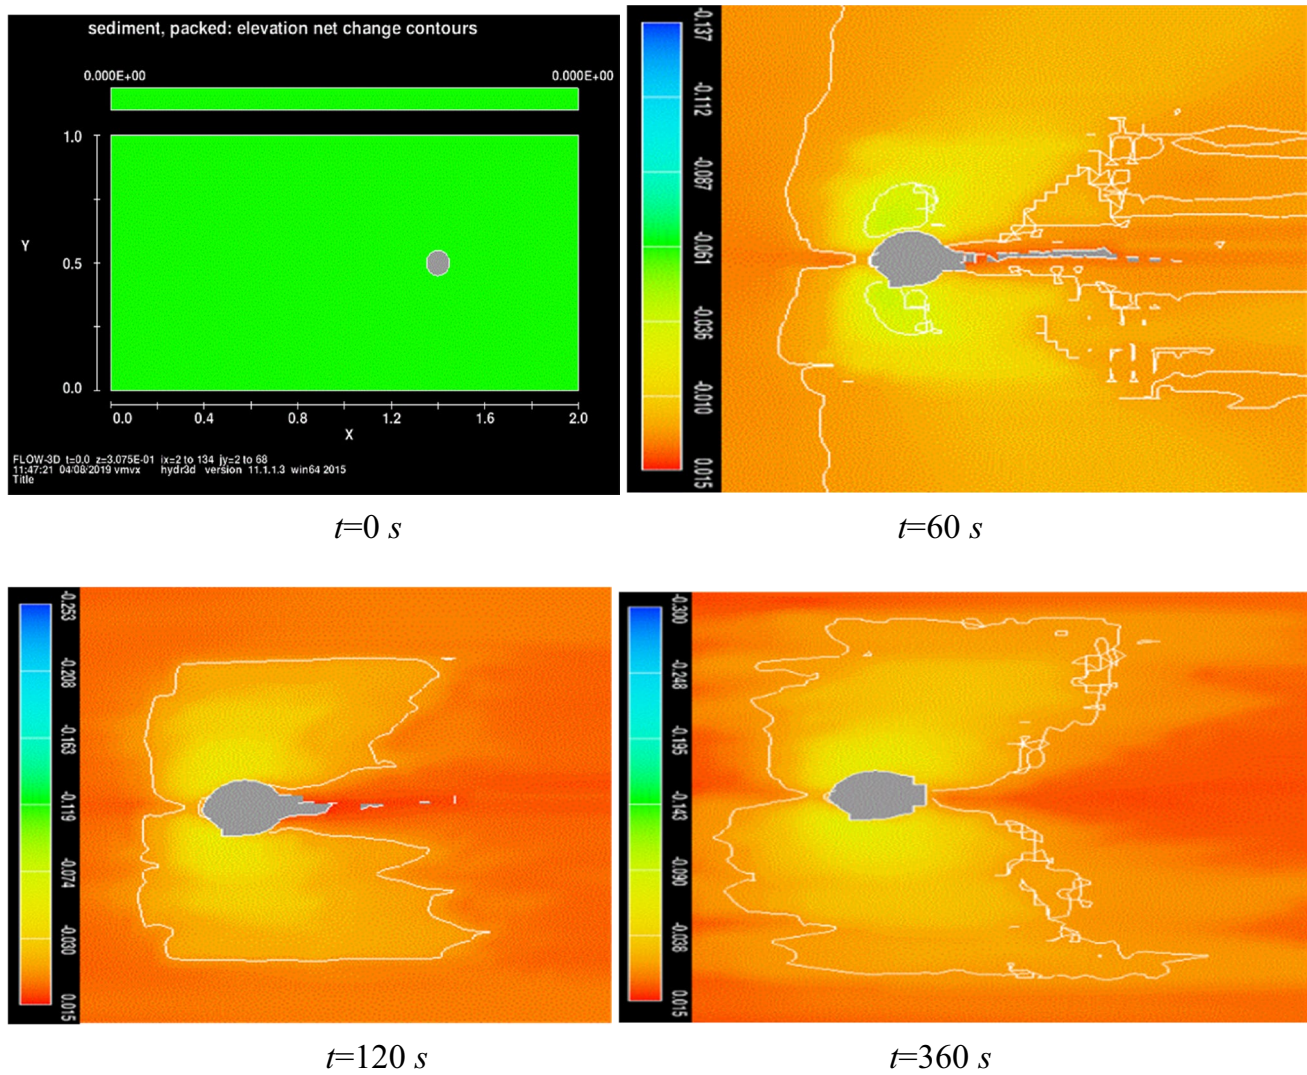 sediment, packed: elevation net change contours
0.000E+00 0.000E+00
1.0
Y
0.5
0.0
0.0 0.4 0.8 1.2 1.6 2.0
X
FLOW-3D t=0.0 z=3.075E-01 ix=2 to 134 jy=2 to 68
11:47:21 04/08/2019 vmvx hydr3d version 11.1.1.3 win64 2015
Title
-0.137
-0.112
-0.087
-0.061
-0.036
-0.010
0.015
t=0 s
t=60 s
-0.253
-0.208
-0.163
-0.119
-0.074
-0.030
0.015
-0.300
-0.248
-0.195
-0.143
-0.090
-0.038
0.015
t=120 s
t=360 s